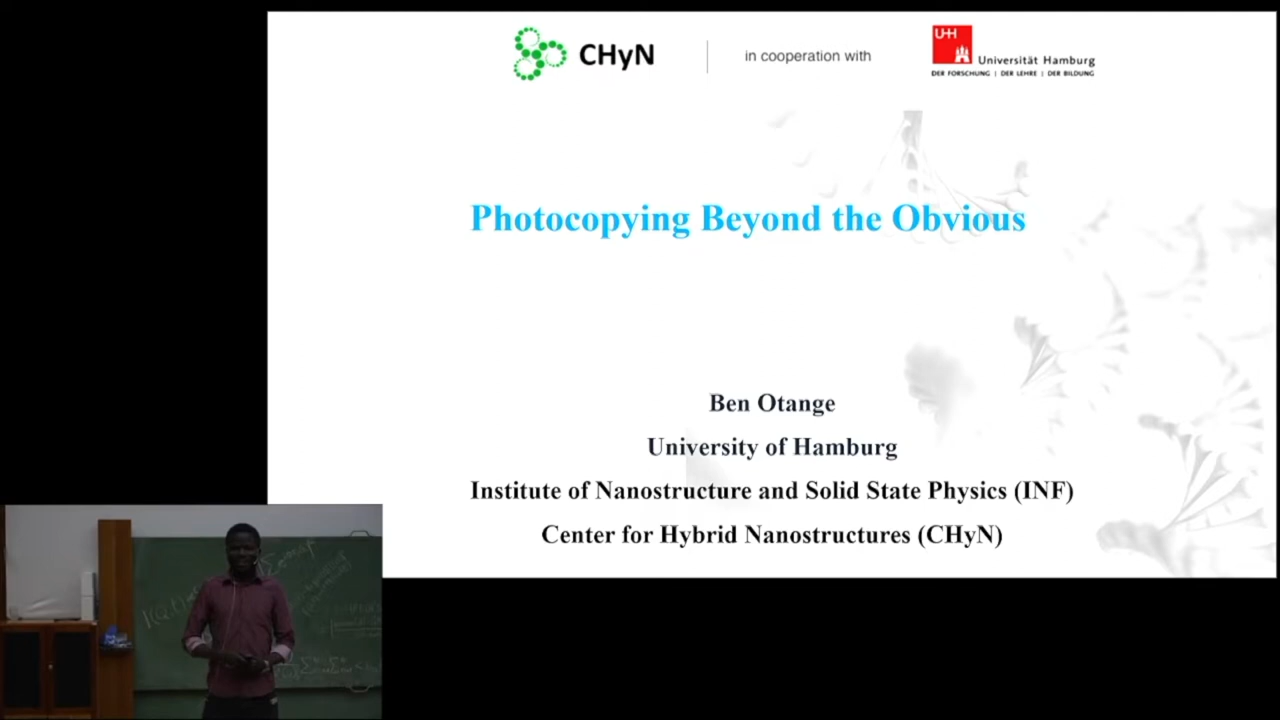 CHyN
in cooperation with
UH
Universität Hamburg
DER FORSCHUNG | DER LEHRE | DER BILDUNG
Photocopying Beyond the Obvious
Ben Otange
University of Hamburg
Institute of Nanostructure and Solid State Physics (INF)
Center for Hybrid Nanostructures (CHyN)